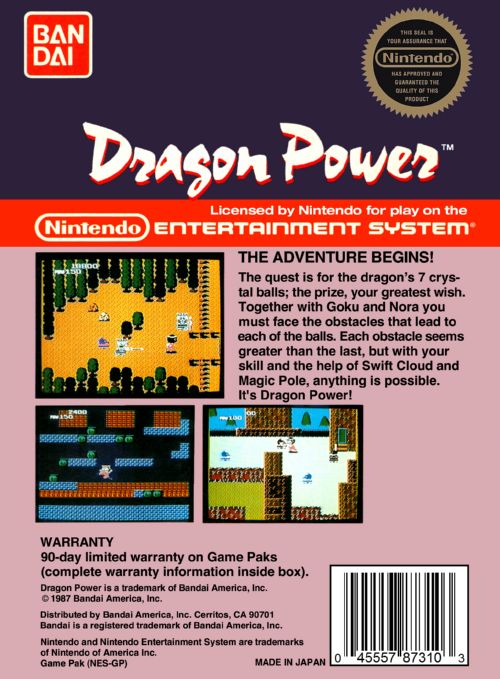 BAN
DAI
THIS SEAL IS
YOUR ASSURANCE THAT
Nintendo
HAS APPROVED AND
GUARANTEED THE
QUALITY OF THIS
PRODUCT
Dragon Power™
Licensed by Nintendo for play on the
Nintendo ENTERTAINMENT SYSTEM®
THE ADVENTURE BEGINS!
The quest is for the dragon's 7 crys-
tal balls; the prize, your greatest wish.
Together with Goku and Nora you
must face the obstacles that lead to
each of the balls. Each obstacle seems
greater than the last, but with your
skill and the help of Swift Cloud and
Magic Pole, anything is possible.
It's Dragon Power!
18800
150
2400
150
100
00
WARRANTY
90-day limited warranty on Game Paks
(complete warranty information inside box).
Dragon Power is a trademark of Bandai America, Inc.
© 1987 Bandai America, Inc.
Distributed by Bandai America, Inc. Cerritos, CA 90701
Bandai is a registered trademark of Bandai America, Inc.
Nintendo and Nintendo Entertainment System are trademarks
of Nintendo of America Inc.
Game Pak (NES-GP)
MADE IN JAPAN
0 45557 87310 3